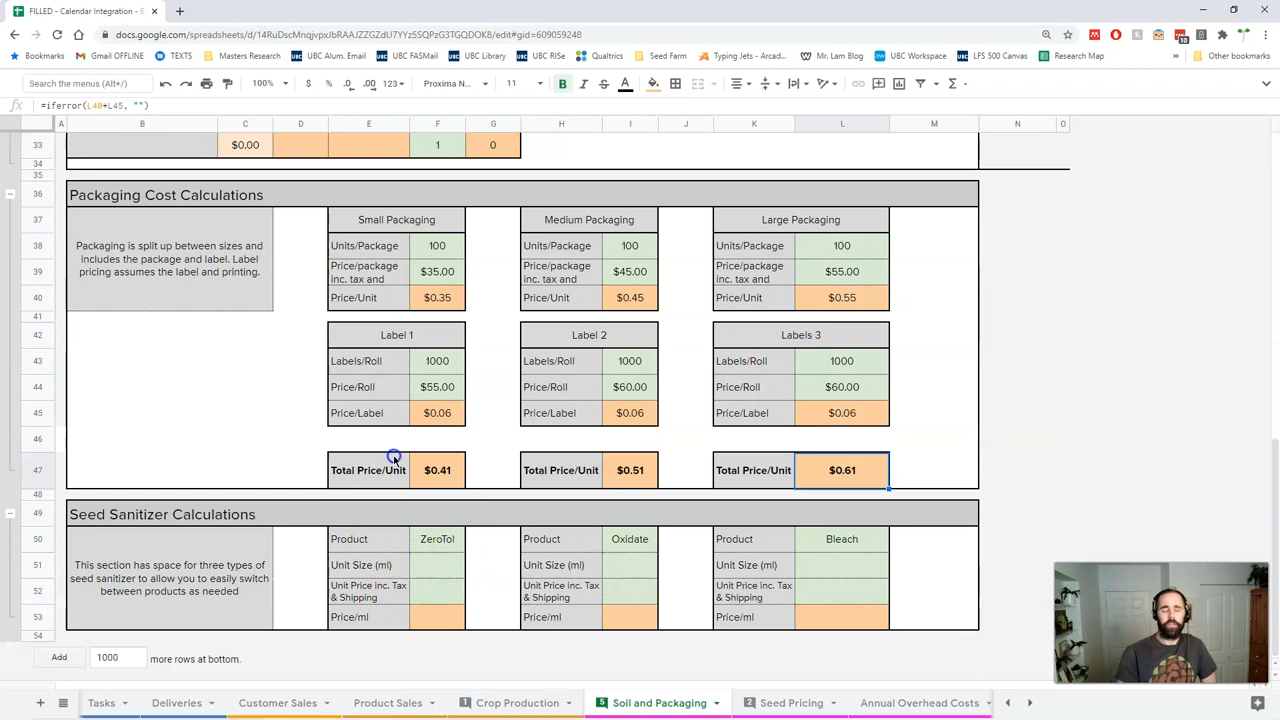 FILLED - Calendar Integration - E
docs.google.com/spreadsheets/d/14RuDscMnqjvpxJbRAAJZZGZdU7YYz5SQPzG3TGQDOK8/edit#gid=609059248
Bookmarks Gmail OFFLINE TEXTS Masters Research UBC Alum. Email UBC FASMail UBC Library UBC RISe Qualtrics Seed Farm Typing Jets - Arcad... Mr. Lam Blog UBC Workspace LFS 500 Canvas Research Map Other bookmarks
Search the menus (Alt+/) 100% $ % .0 .00 123 Proxima N... 11 B I S A
fx =iferror(L40+L45, "")
A B C D E F G H I J K L M N O
33 $0.00 1 0
34
35
36 Packaging Cost Calculations
37 Small Packaging Medium Packaging Large Packaging
38 Packaging is split up between sizes and Units/Package 100 Units/Package 100 Units/Package 100
39 includes the package and label. Label Price/package $35.00 Price/package $45.00 Price/package $55.00
pricing assumes the label and printing. inc. tax and inc. tax and inc. tax and
40 Price/Unit $0.35 Price/Unit $0.45 Price/Unit $0.55
41
42 Label 1 Label 2 Labels 3
43 Labels/Roll 1000 Labels/Roll 1000 Labels/Roll 1000
44 Price/Roll $55.00 Price/Roll $60.00 Price/Roll $60.00
45 Price/Label $0.06 Price/Label $0.06 Price/Label $0.06
46
47 Total Price/Unit $0.41 Total Price/Unit $0.51 Total Price/Unit $0.61
48
49 Seed Sanitizer Calculations
50 Product ZeroTol Product Oxidate Product Bleach
51 This section has space for three types of Unit Size (ml) Unit Size (ml) Unit Size (ml)
seed sanitizer to allow you to easily switch
52 between products as needed Unit Price inc. Tax Unit Price inc. Tax Unit Price inc. Tax
& Shipping & Shipping & Shipping
53 Price/ml Price/ml Price/ml
54
Add 1000 more rows at bottom.
Tasks Deliveries Customer Sales Product Sales 1 Crop Production 5 Soil and Packaging 2 Seed Pricing Annual Overhead Costs